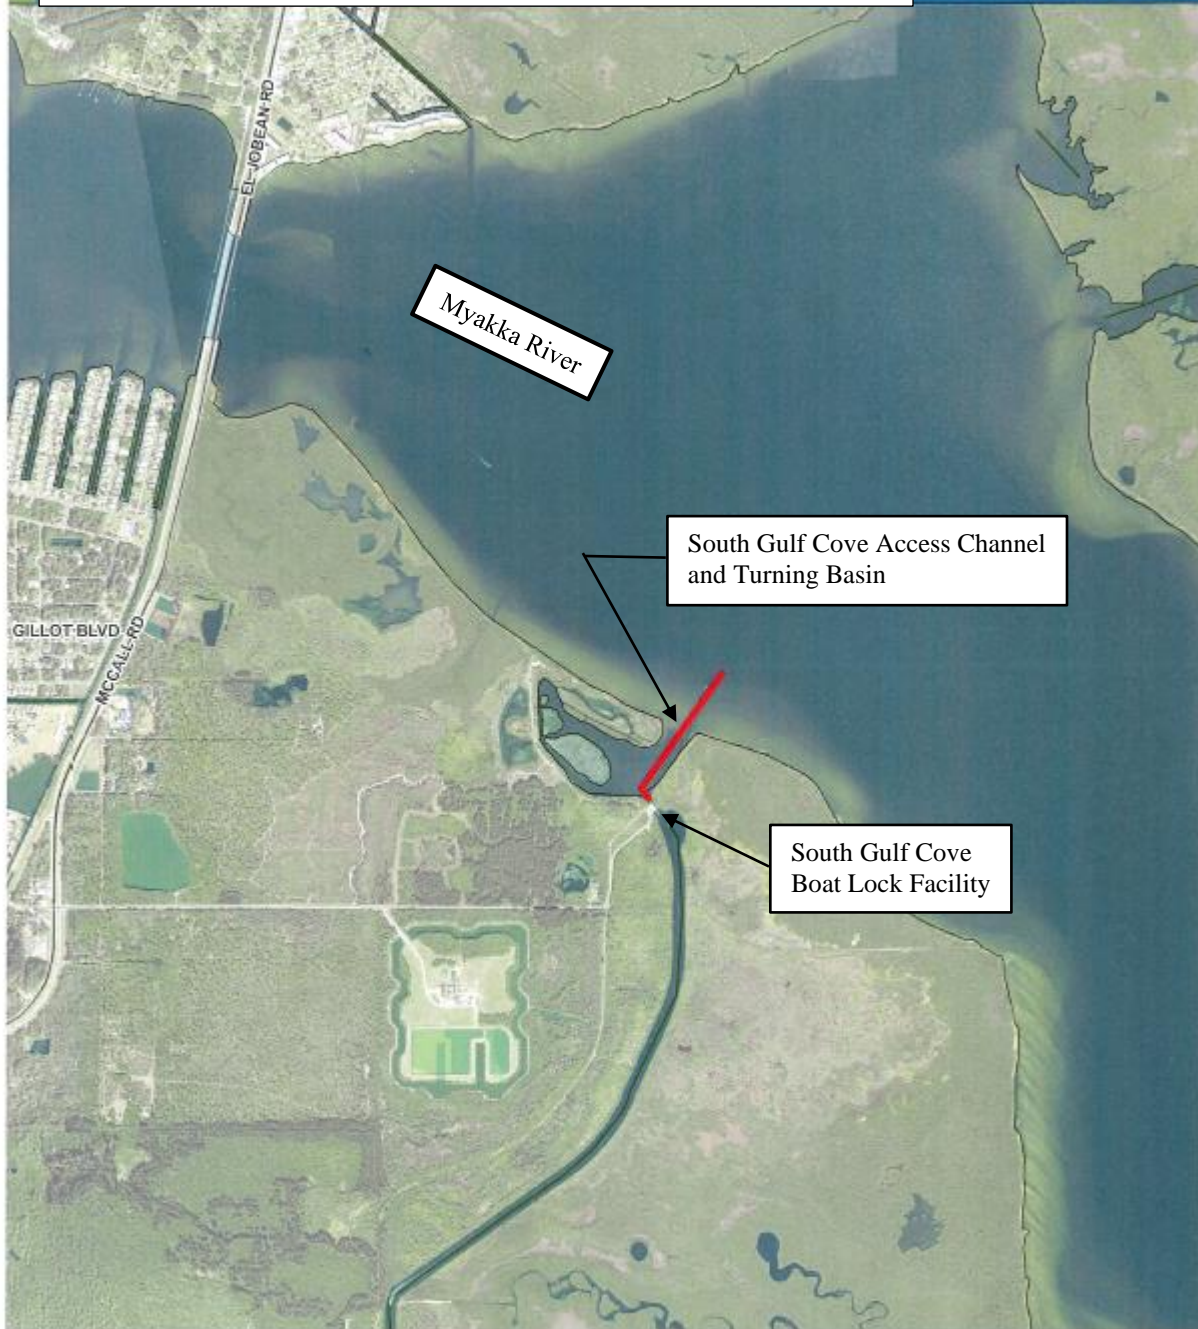 EL JOBEAN RD
Myakka River
South Gulf Cove Access Channel
and Turning Basin
GILLOT BLVD
MCCALL RD
South Gulf Cove
Boat Lock Facility